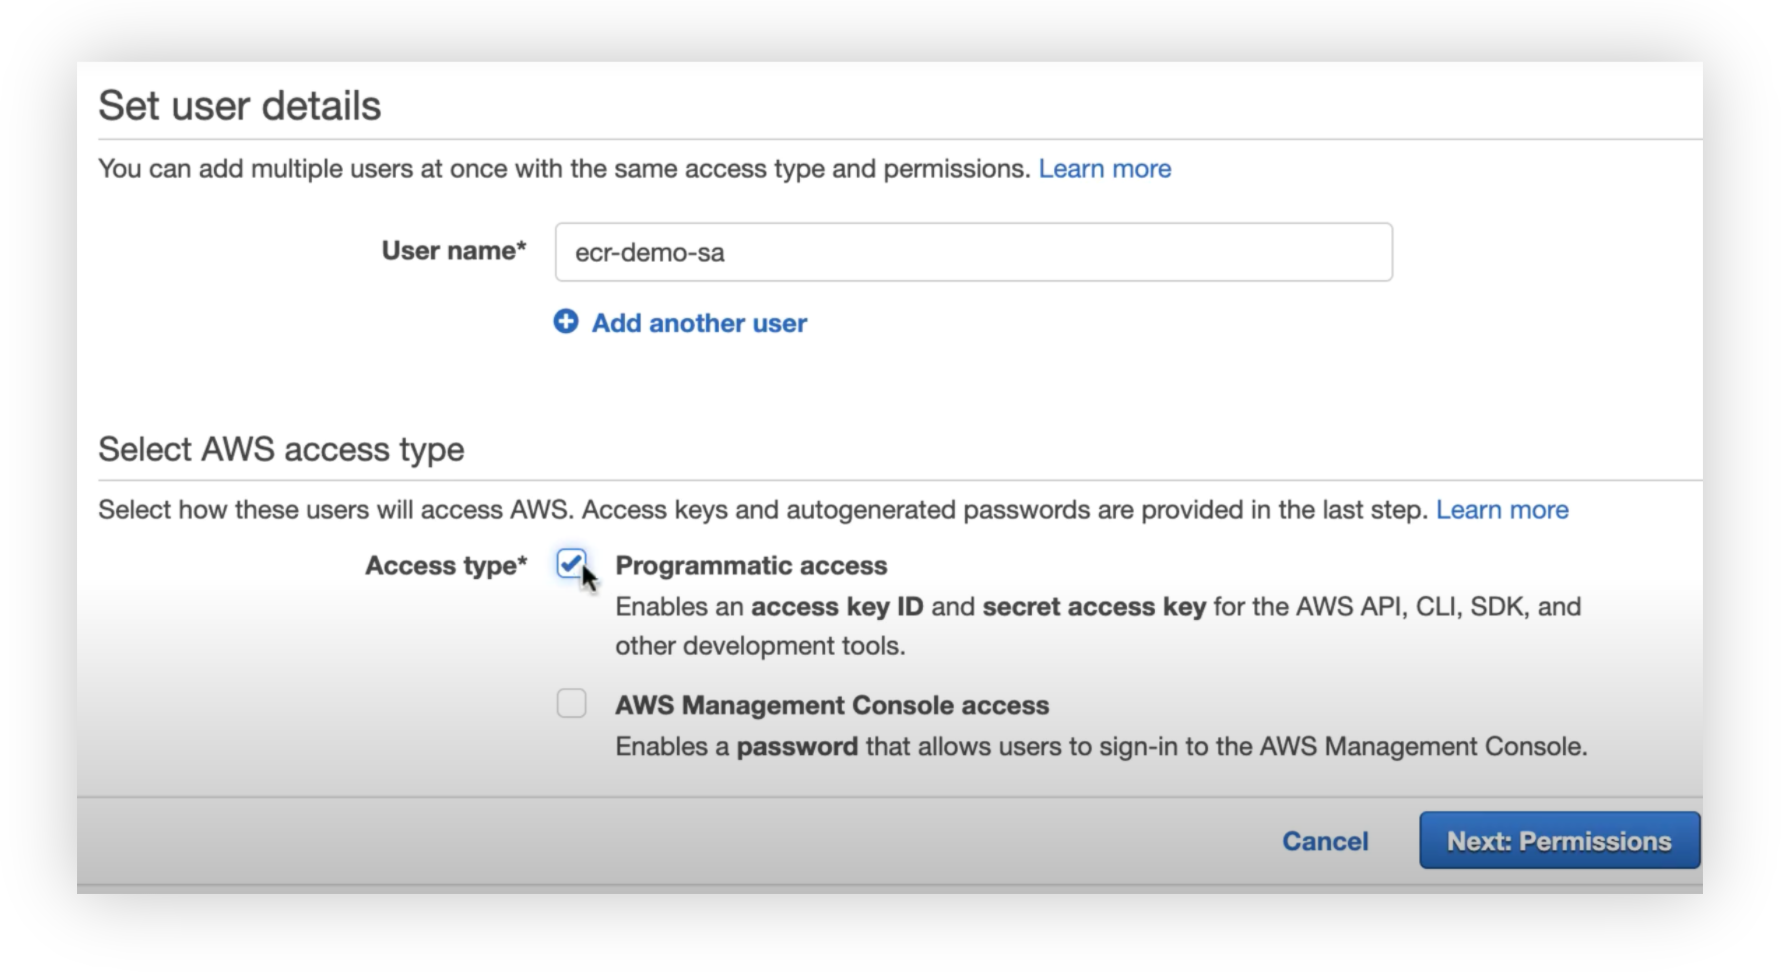 Set user details
You can add multiple users at once with the same access type and permissions. Learn more
User name* ecr-demo-sa
Add another user
Select AWS access type
Select how these users will access AWS. Access keys and autogenerated passwords are provided in the last step. Learn more
Access type* Programmatic access
Enables an access key ID and secret access key for the AWS API, CLI, SDK, and
other development tools.
AWS Management Console access
Enables a password that allows users to sign-in to the AWS Management Console.
Cancel Next: Permissions